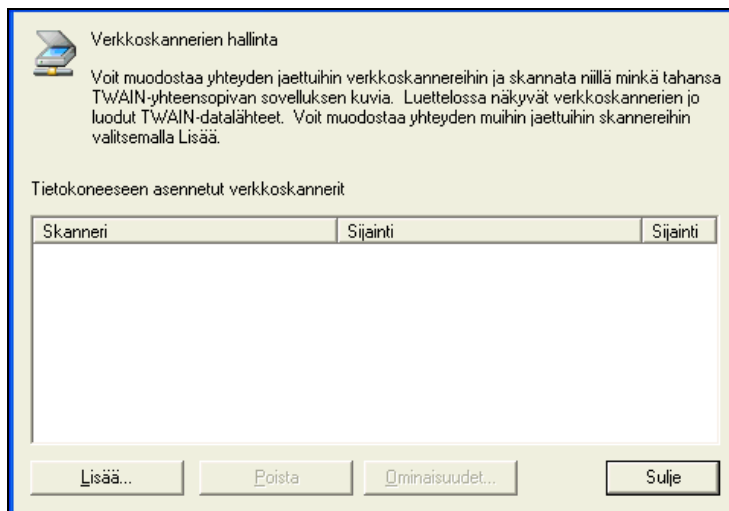 Verkkoskannerien hallinta
Voit muodostaa yhteyden jaettuihin verkkoskannereihin ja skannata niillä minkä tahansa
TWAIN-yhteensopivan sovelluksen kuvia. Luettelossa näkyvät verkkoskannerien jo
luodut TWAIN-datalähteet. Voit muodostaa yhteyden muihin jaettuihin skannereihin
valitsemalla Lisää.
Tietokoneeseen asennetut verkkoskannerit
Skanneri Sijainti Sijainti
Lisää... Poista Ominaisuudet... Sulje